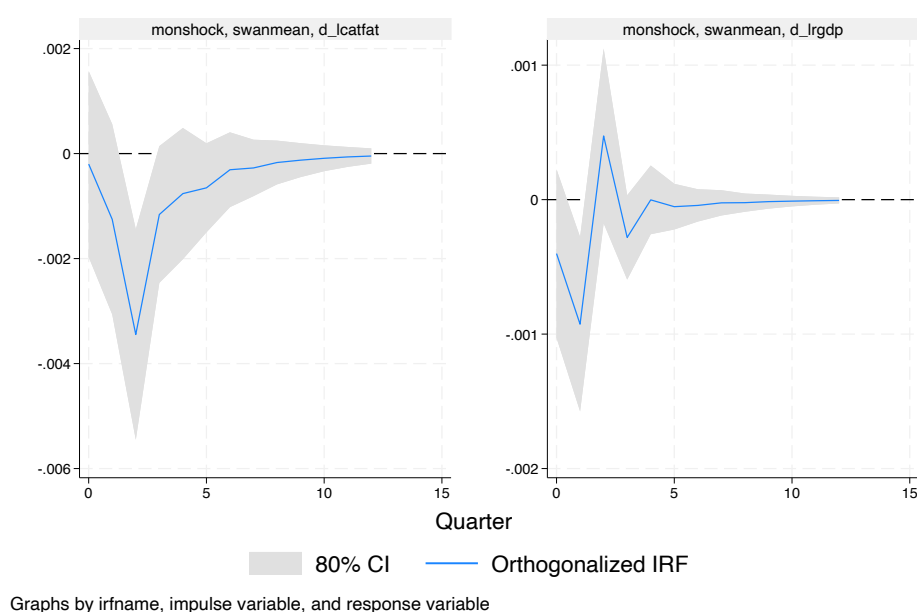 monshock, swanmean, d_lcatfat
.002
0
-.002
-.004
-.006
0 5 10 15
monshock, swanmean, d_lrgdp
.001
0
-.001
-.002
0 5 10 15
Quarter
80% CI Orthogonalized IRF
Graphs by irfname, impulse variable, and response variable